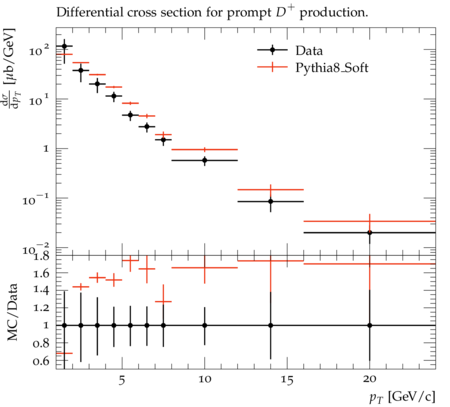 Differential cross section for prompt D⁺ production.
dσ/dp_T [μb/GeV]
Data
Pythia8_Soft
10²
10¹
1
10⁻¹
10⁻²
MC/Data
1.8
1.6
1.4
1.2
1
0.8
0.6
5 10 15 20
p_T [GeV/c]